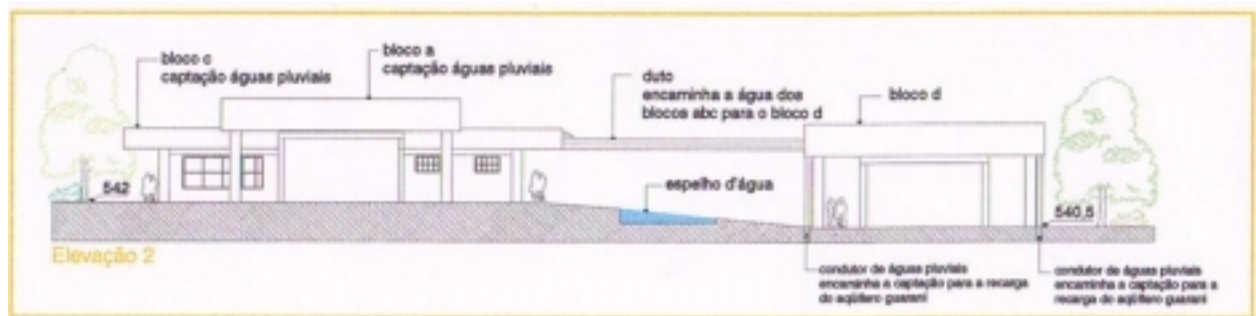 bloco c
captação águas pluviais
bloco a
captação águas pluviais
duto
encaminha a água dos
blocos abc para o bloco d
bloco d
542
espelho d'água
540,5
Elevação 2
condutor de águas pluviais
encaminha a captação para a recarga
do aqüífero guarani
condutor de águas pluviais
encaminha a captação para a
recarga do aqüífero guarani